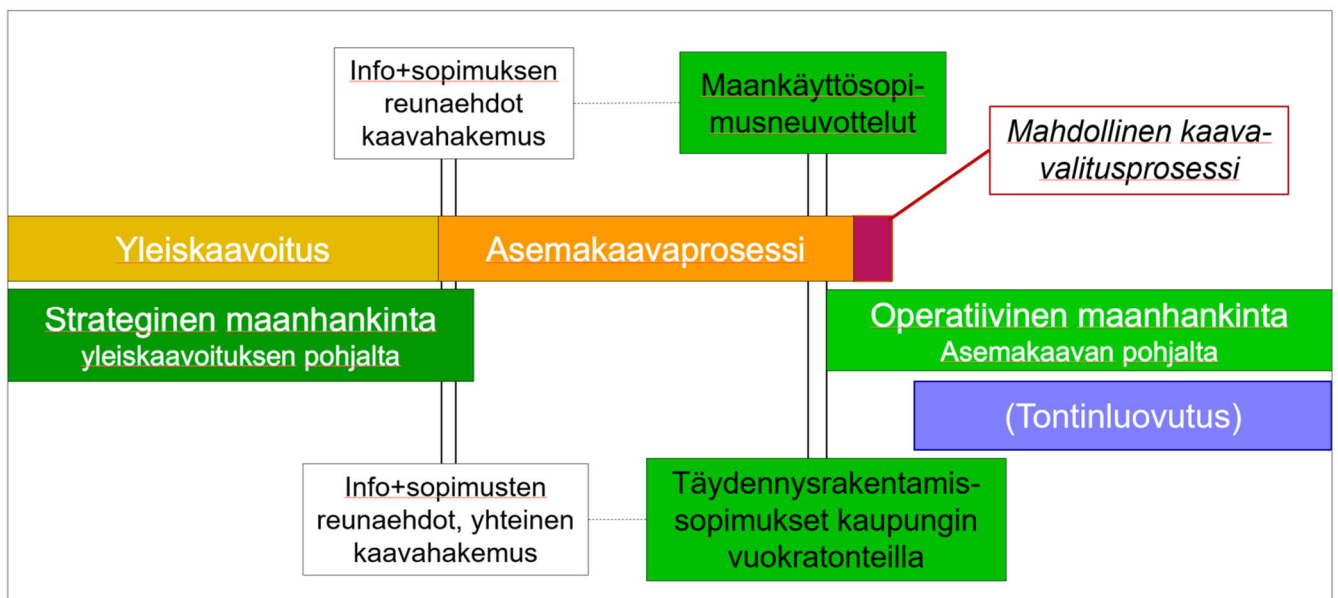 Info+sopimuksen
reunaehdot
kaavahakemus
Maankäyttösopi-
musneuvottelut
Mahdollinen kaava-
valitusprosessi
Yleiskaavoitus
Asemakaavaprosessi
Strateginen maanhankinta
yleiskaavoituksen pohjalta
Operatiivinen maanhankinta
Asemakaavan pohjalta
(Tontinluovutus)
Info+sopimusten
reunaehdot, yhteinen
kaavahakemus
Täydennysrakentamis-
sopimukset kaupungin
vuokratonteilla